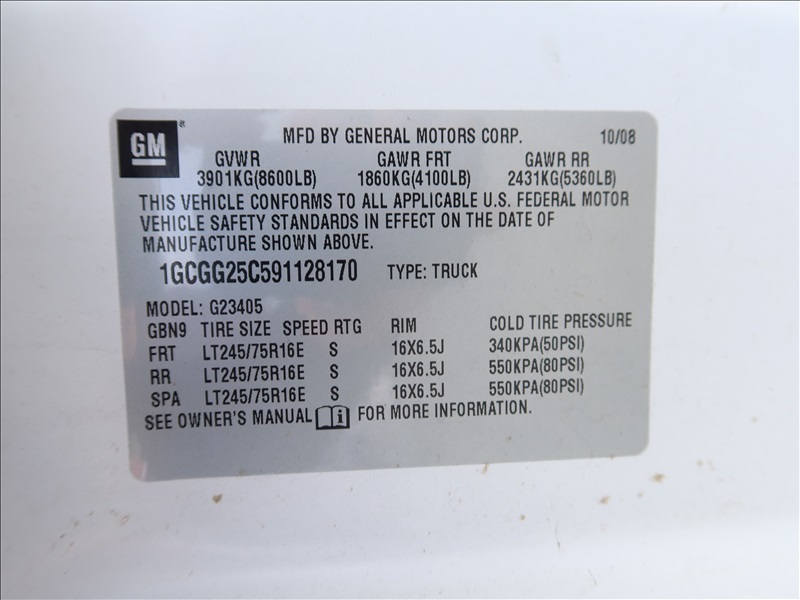 GM®
MFD BY GENERAL MOTORS CORP. 10/08
GVWR GAWR FRT GAWR RR
3901KG(8600LB) 1860KG(4100LB) 2431KG(5360LB)
THIS VEHICLE CONFORMS TO ALL APPLICABLE U.S. FEDERAL MOTOR
VEHICLE SAFETY STANDARDS IN EFFECT ON THE DATE OF
MANUFACTURE SHOWN ABOVE.
1GCGG25C591128170 TYPE: TRUCK
MODEL: G23405
GBN9 TIRE SIZE SPEED RTG RIM COLD TIRE PRESSURE
FRT LT245/75R16E S 16X6.5J 340KPA(50PSI)
RR LT245/75R16E S 16X6.5J 550KPA(80PSI)
SPA LT245/75R16E S 16X6.5J 550KPA(80PSI)
SEE OWNER'S MANUAL i FOR MORE INFORMATION.